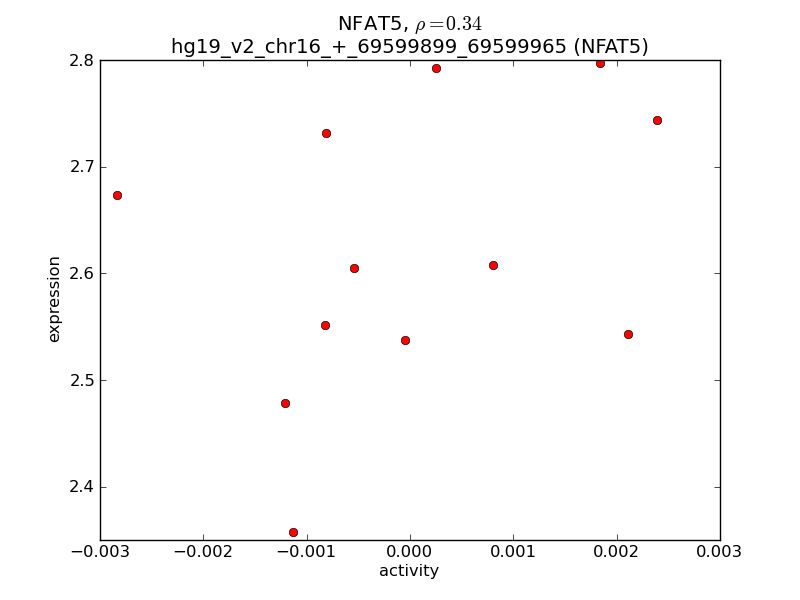 NFAT5, ρ = 0.34
hg19_v2_chr16_+_69599899_69599965 (NFAT5)
2.8
2.7
2.6
2.5
2.4
expression
−0.003 −0.002 −0.001 0.000 0.001 0.002 0.003
activity